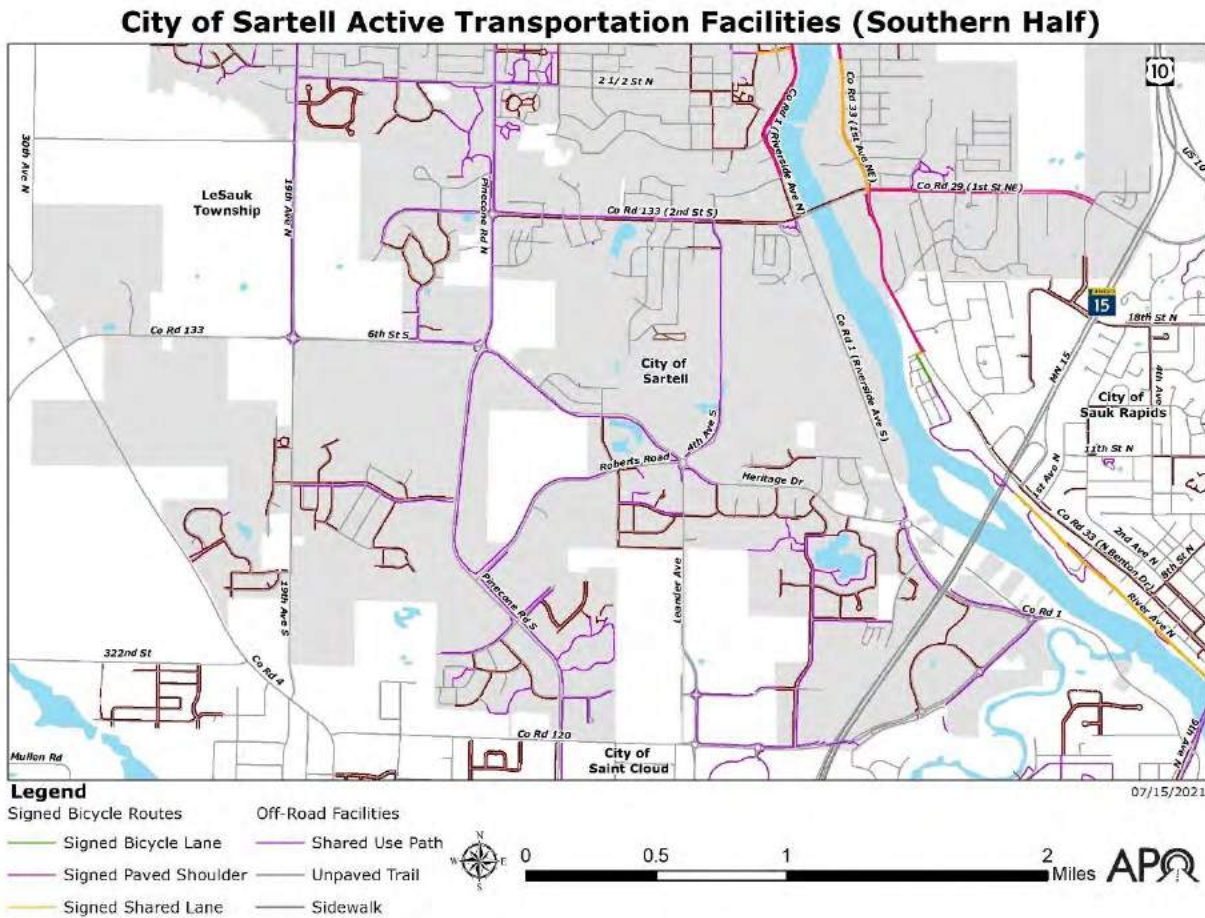 City of Sartell Active Transportation Facilities (Southern Half)
10
2 1/2 St N
30th Ave N
Co Rd 1 (Riverside Ave N)
Co Rd 33 (1st Ave NE)
US 10
LeSauk
Township
19th Ave N
Pinecone Rd N
Co Rd 29 (1st St NE)
Co Rd 133 (2nd St S)
15
18th St N
Co Rd 133
6th St S
City of
Sartell
Co Rd 1 (Riverside Ave S)
MN 15
4th Ave
City of
Sauk Rapids
4th Ave S
11th St N
Roberts Road
Heritage Dr
1st Ave N
Co Rd 33 (N Benton Dr)
2nd Ave N
8th St N
19th Ave S
Pinecone Rd S
Leander Ave
Co Rd 1
River Ave N
322nd St
Co Rd 4
Co Rd 120
City of
Saint Cloud
Mullen Rd
9th Ave N
Legend
07/15/2021
Signed Bicycle Routes
Off-Road Facilities
Signed Bicycle Lane
Shared Use Path
Signed Paved Shoulder
Unpaved Trail
Signed Shared Lane
Sidewalk
N
W
E
S
0
0.5
1
2
Miles
APO